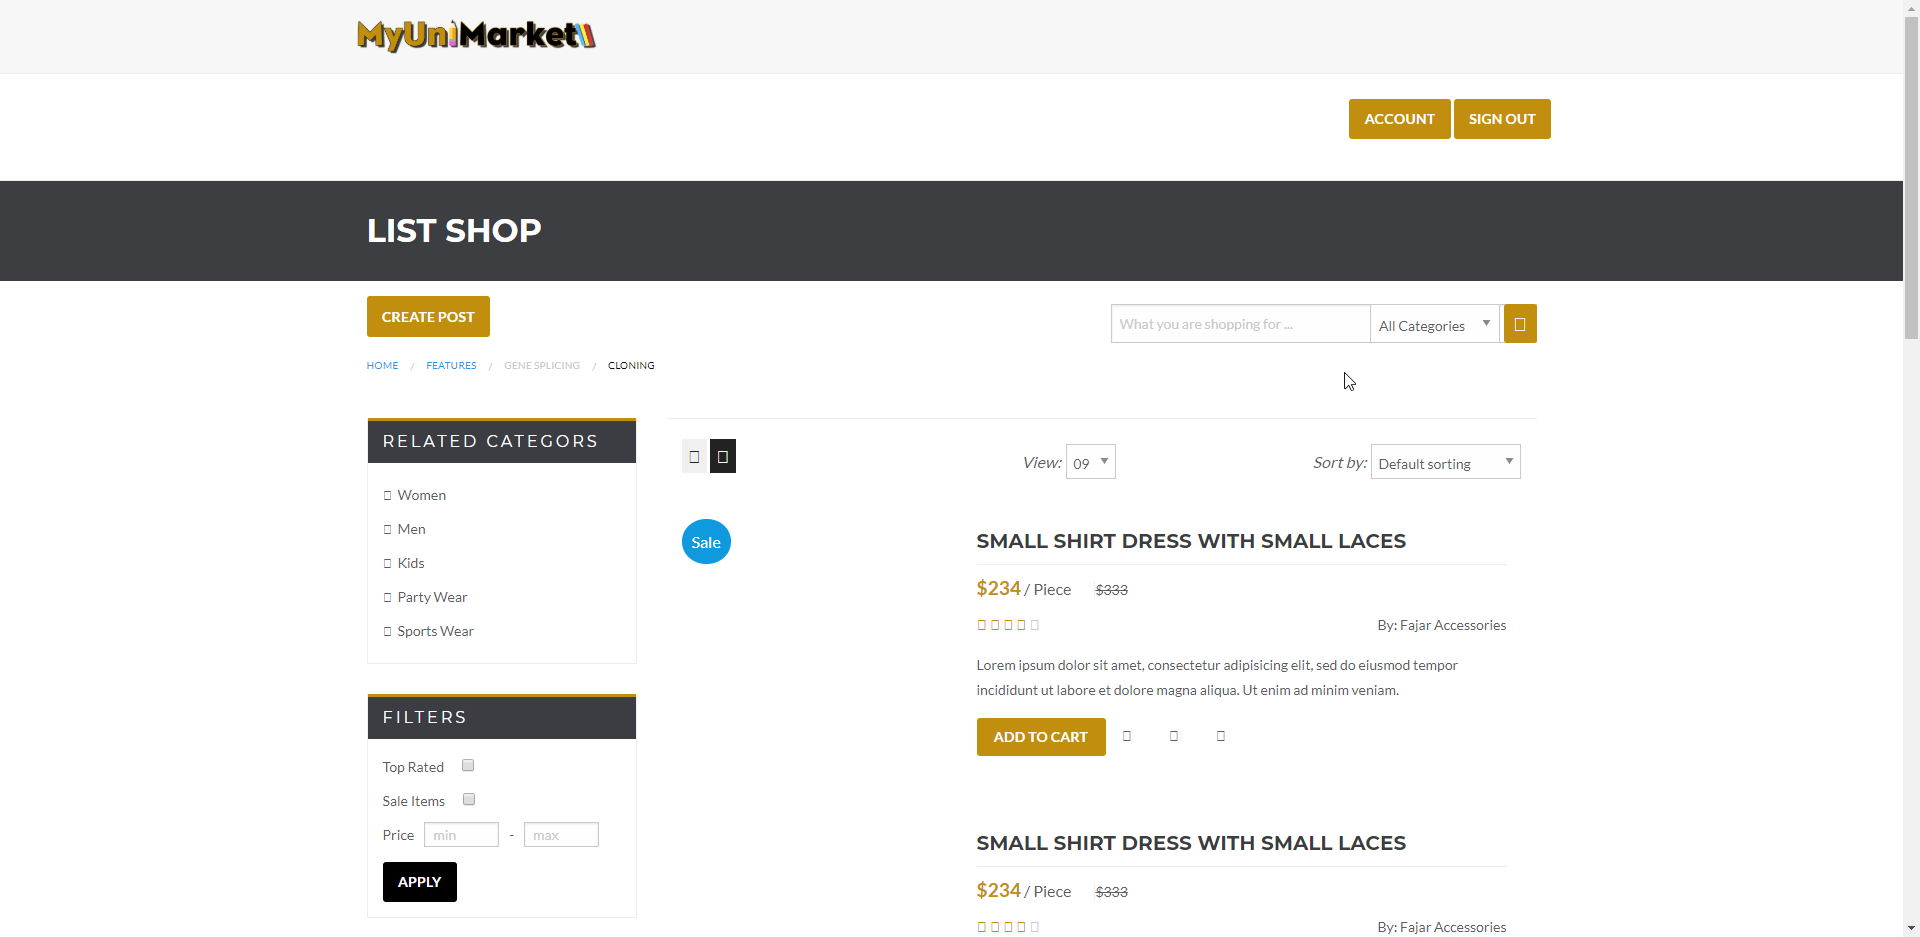 MyUniMarket
ACCOUNT SIGN OUT
LIST SHOP
CREATE POST
What you are shopping for ... All Categories
HOME / FEATURES / GENE SPLICING / CLONING
RELATED CATEGORS
Women
Men
Kids
Party Wear
Sports Wear
FILTERS
Top Rated
Sale Items
Price min - max
APPLY
View: 09 Sort by: Default sorting
Sale
SMALL SHIRT DRESS WITH SMALL LACES
$234 / Piece $333
By: Fajar Accessories
Lorem ipsum dolor sit amet, consectetur adipisicing elit, sed do eiusmod tempor
incididunt ut labore et dolore magna aliqua. Ut enim ad minim veniam.
ADD TO CART
SMALL SHIRT DRESS WITH SMALL LACES
$234 / Piece $333
By: Fajar Accessories